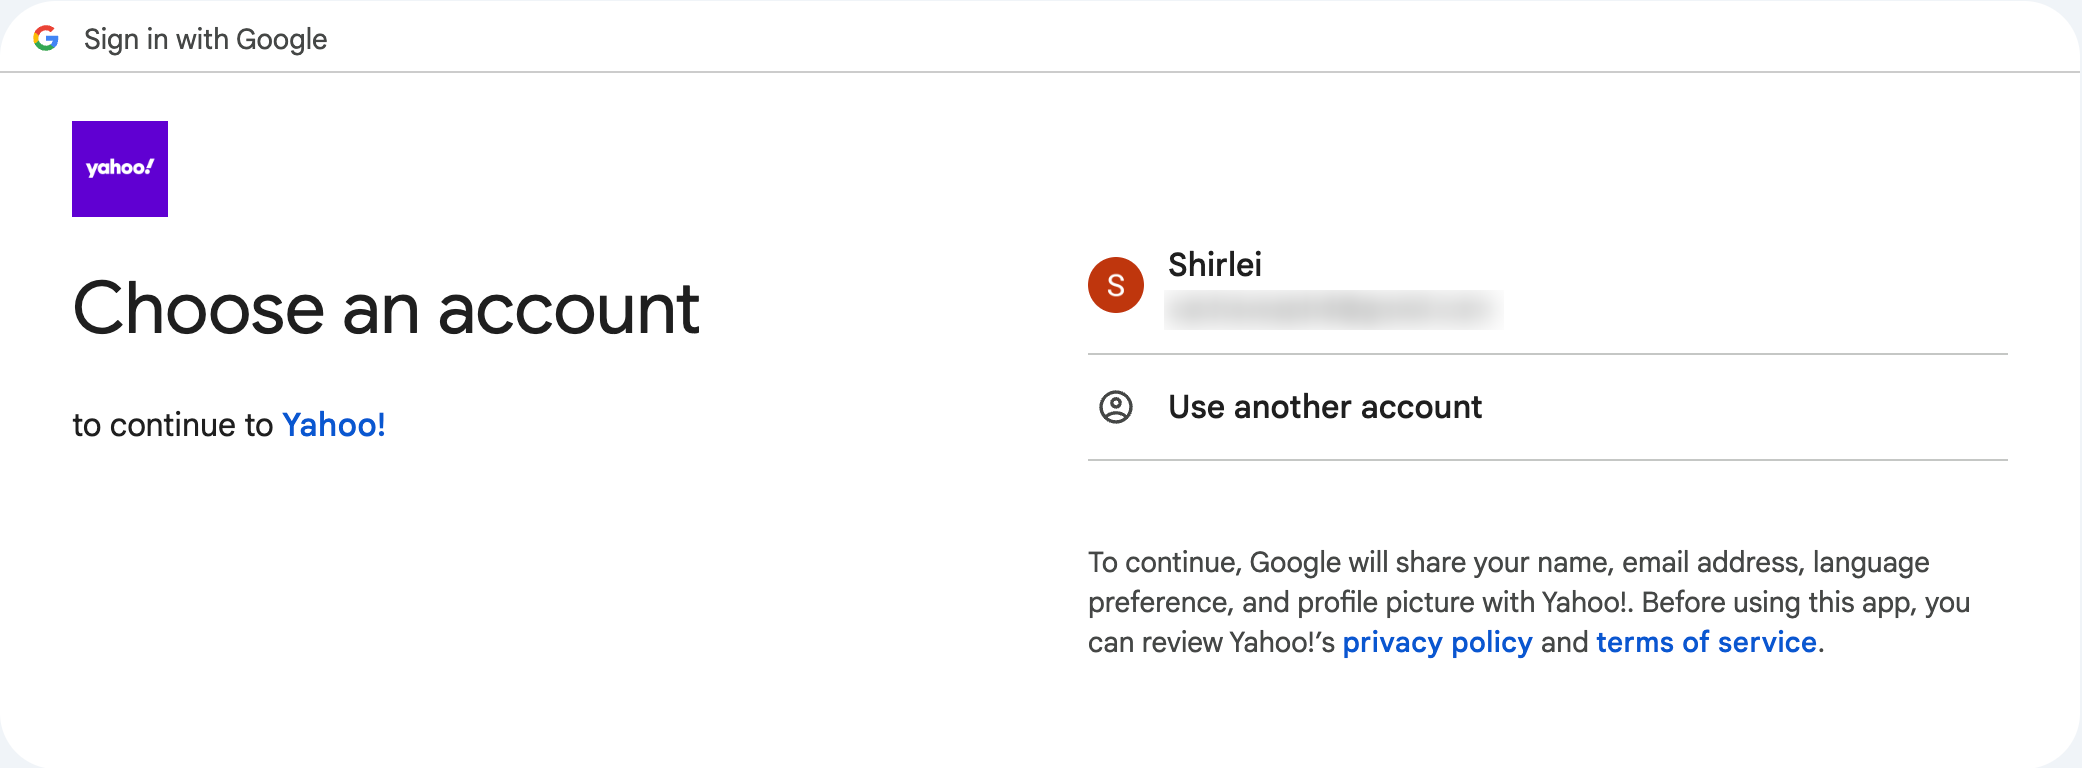 Sign in with Google
yahoo!
Choose an account
to continue to Yahoo!
S
Shirlei
Use another account
To continue, Google will share your name, email address, language
preference, and profile picture with Yahoo!. Before using this app, you
can review Yahoo!’s privacy policy and terms of service.